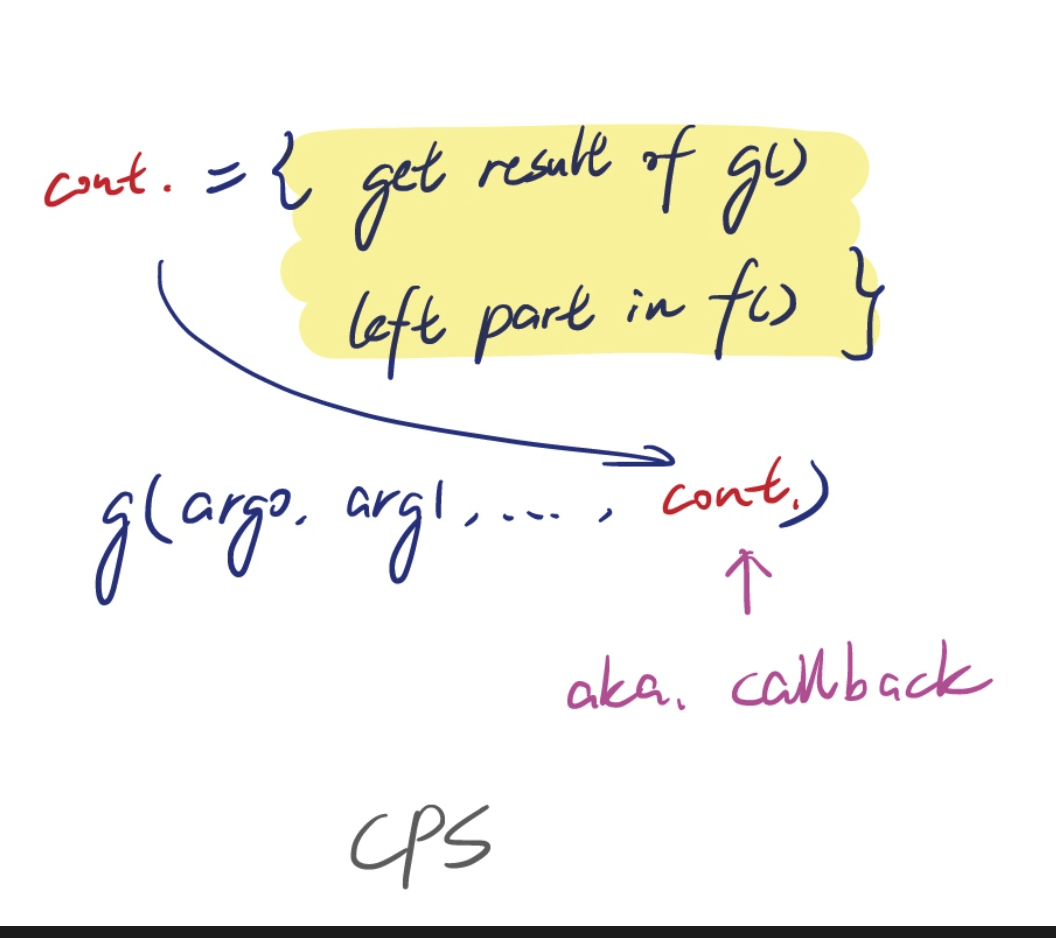 cont. = { get result of g()
left part in f() }
g(arg0, arg1, ..., cont.)
aka. callback
CPS